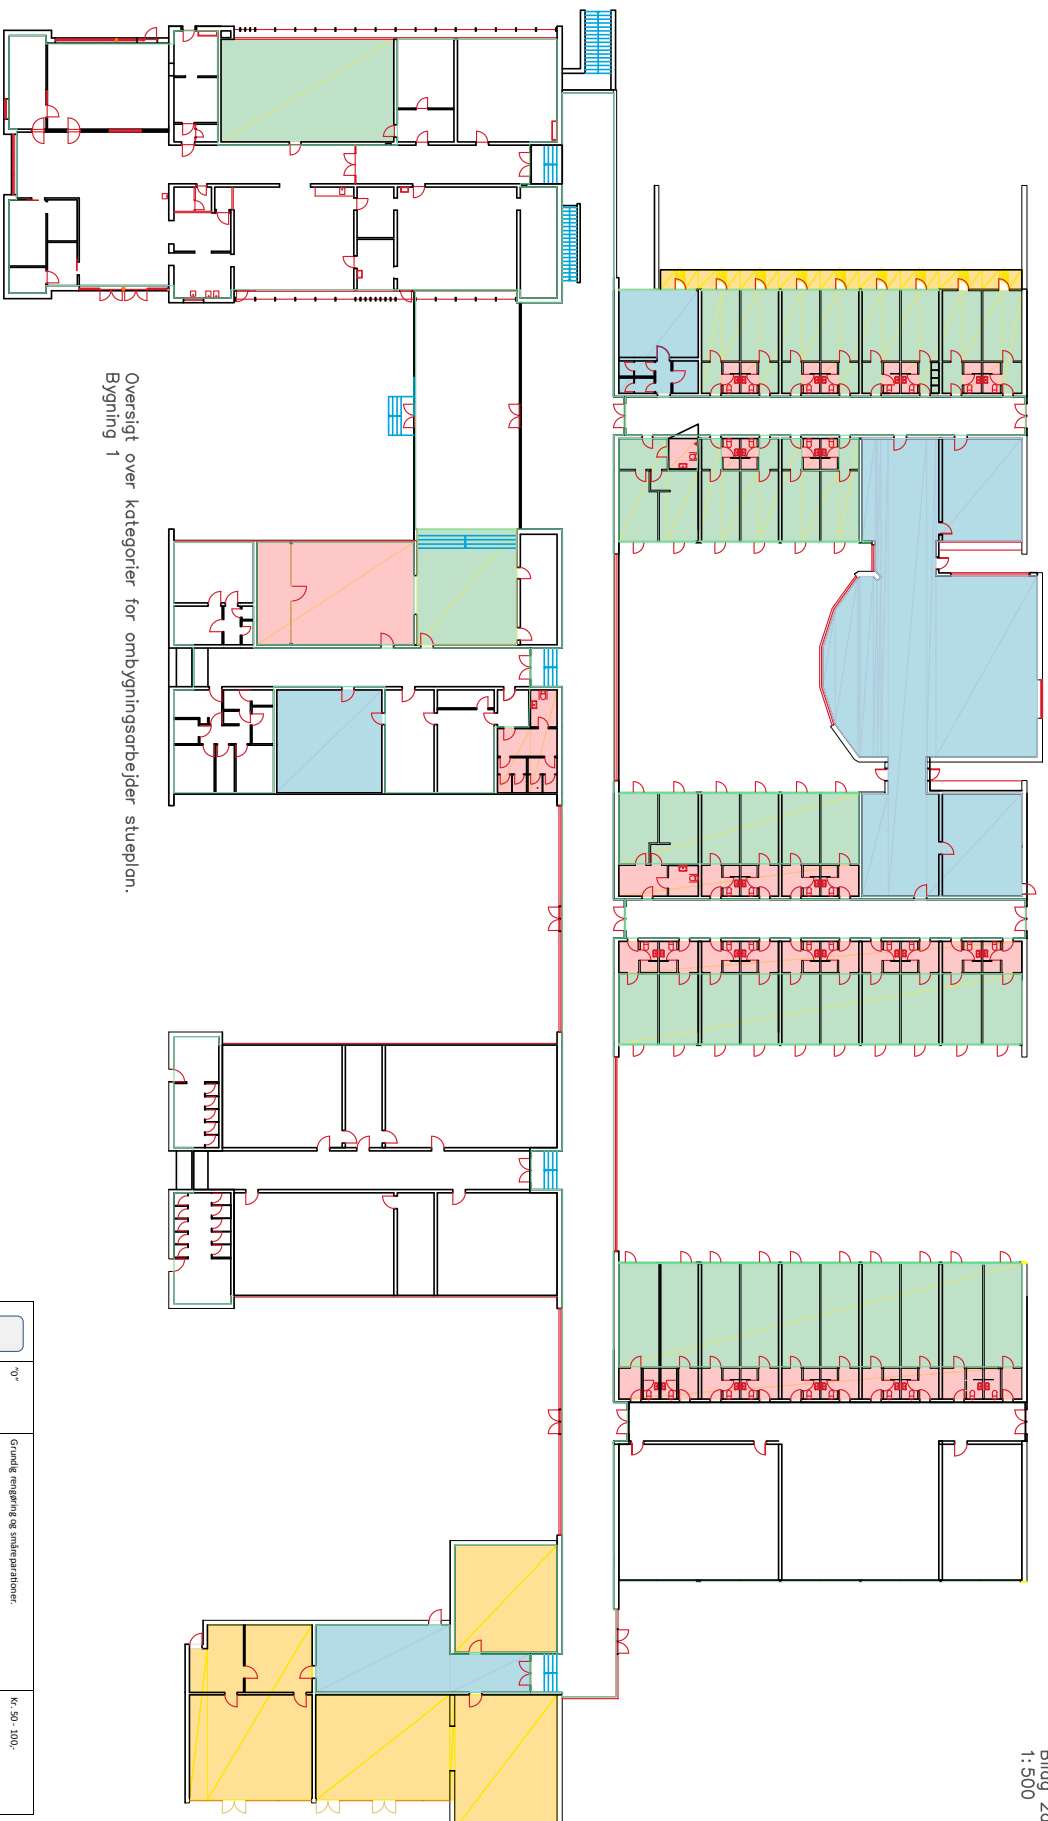 1:500
Oversigt over kategorier for ombygningsarbejder stueplan.
Bygning 1
"0"
Grundig rengøring og småreparationer.
Kr. 50 - 100,-